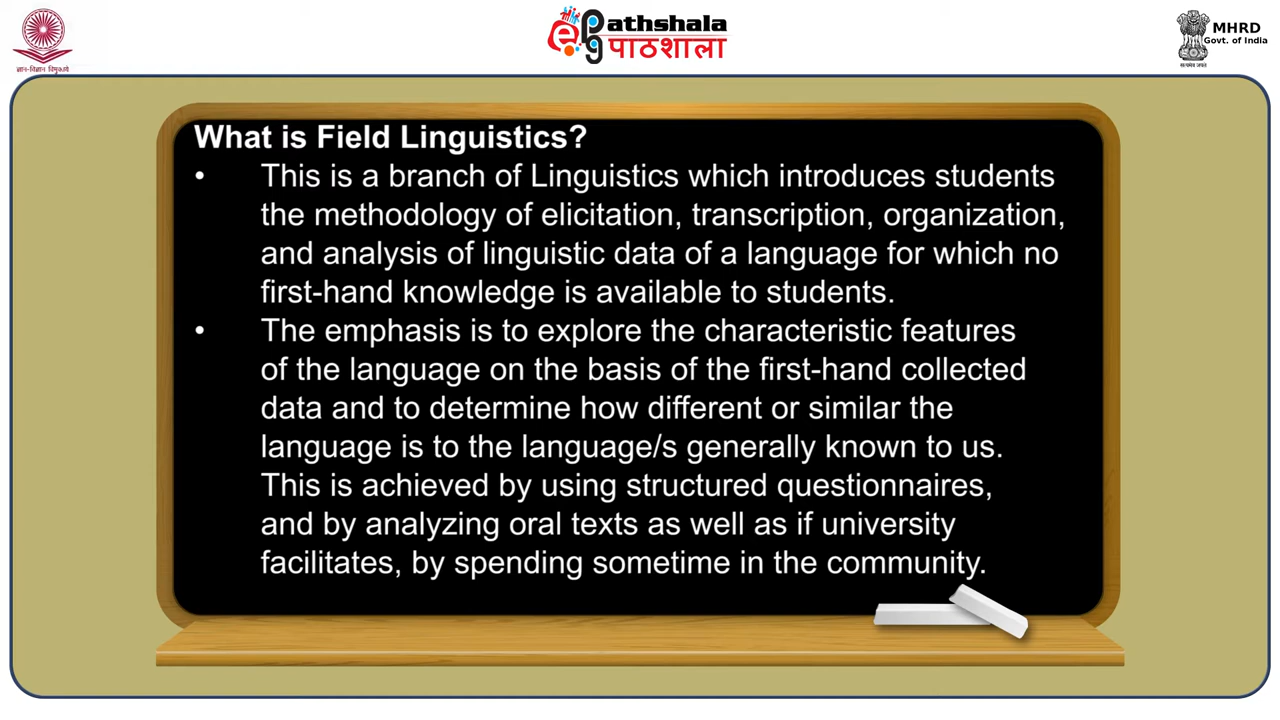 ज्ञान-विज्ञान विमुक्तये
ePathshala
पाठशाला
MHRD
Govt. of India
सत्यमेव जयते
What is Field Linguistics?
• This is a branch of Linguistics which introduces students
the methodology of elicitation, transcription, organization,
and analysis of linguistic data of a language for which no
first-hand knowledge is available to students.
• The emphasis is to explore the characteristic features
of the language on the basis of the first-hand collected
data and to determine how different or similar the
language is to the language/s generally known to us.
This is achieved by using structured questionnaires,
and by analyzing oral texts as well as if university
facilitates, by spending sometime in the community.